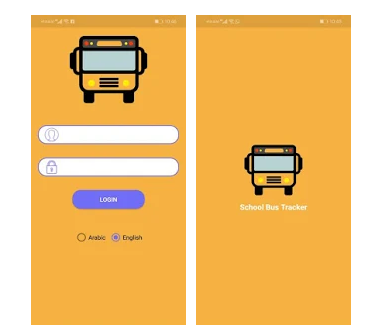 LOGIN
Arabic
English
School Bus Tracker